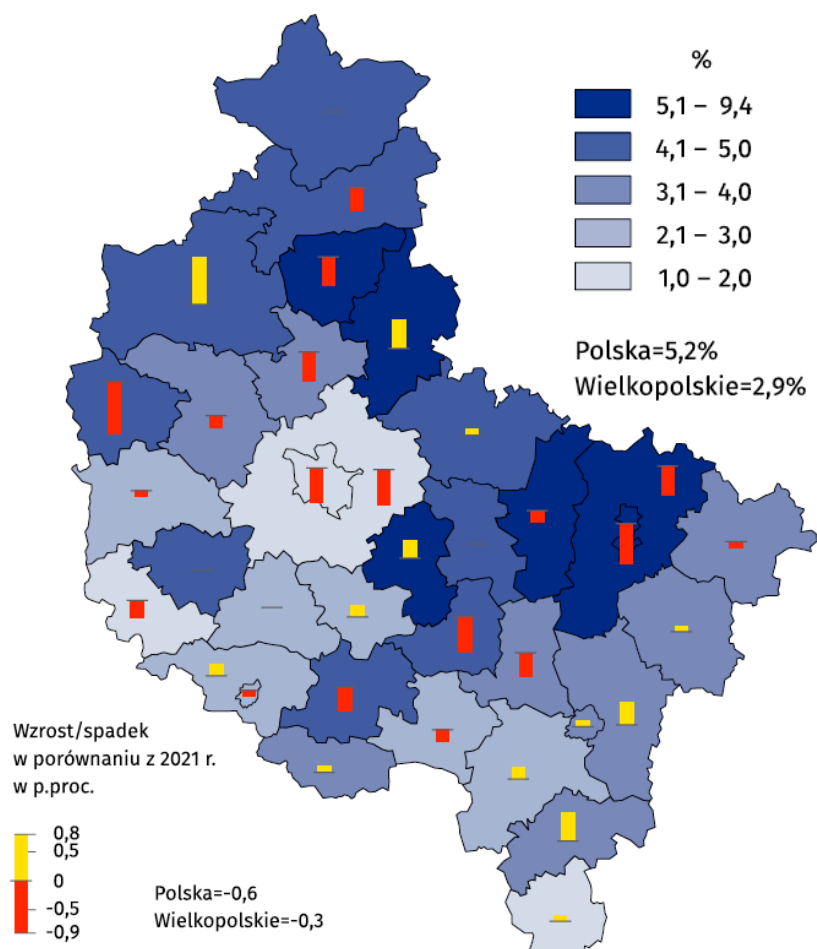 %
5,1 – 9,4
4,1 – 5,0
3,1 – 4,0
2,1 – 3,0
1,0 – 2,0
Polska=5,2%
Wielkopolskie=2,9%
Wzrost/spadek
w porównaniu z 2021 r.
w p.proc.
0,8
0,5
0
-0,5
-0,9
Polska=-0,6
Wielkopolskie=-0,3